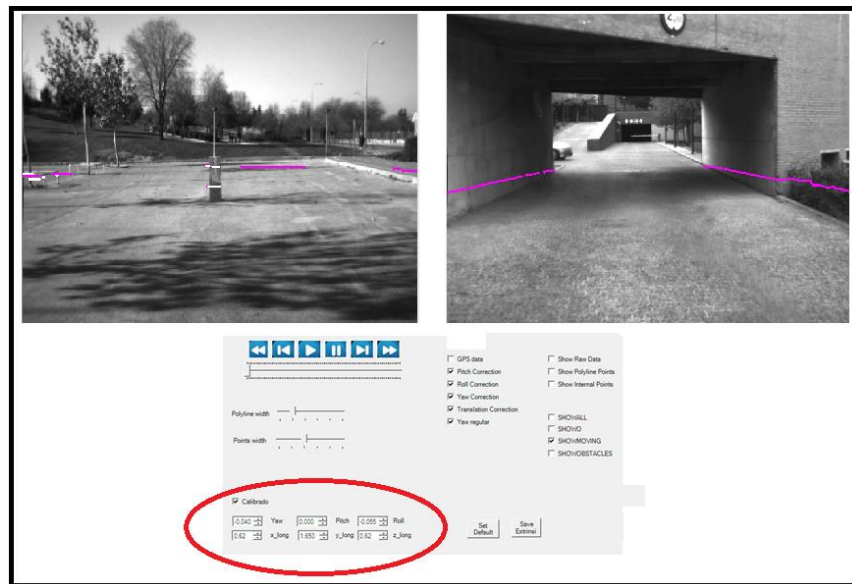 GPS data
Pitch Correction
Roll Correction
Yaw Correction
Translation Correction
Yaw regular
Show Raw Data
Show Polyline Points
Show Internal Points
SHOWALL
SHOWO
SHOWMOVING
SHOWOBSTACLES
Polyline width
Points width
Calibrado
-0,040 Yaw 0,000 Pitch -0,055 Roll
0.62 x_long 1.650 y_long 0.62 z_long
Set Default
Save Extrinsi